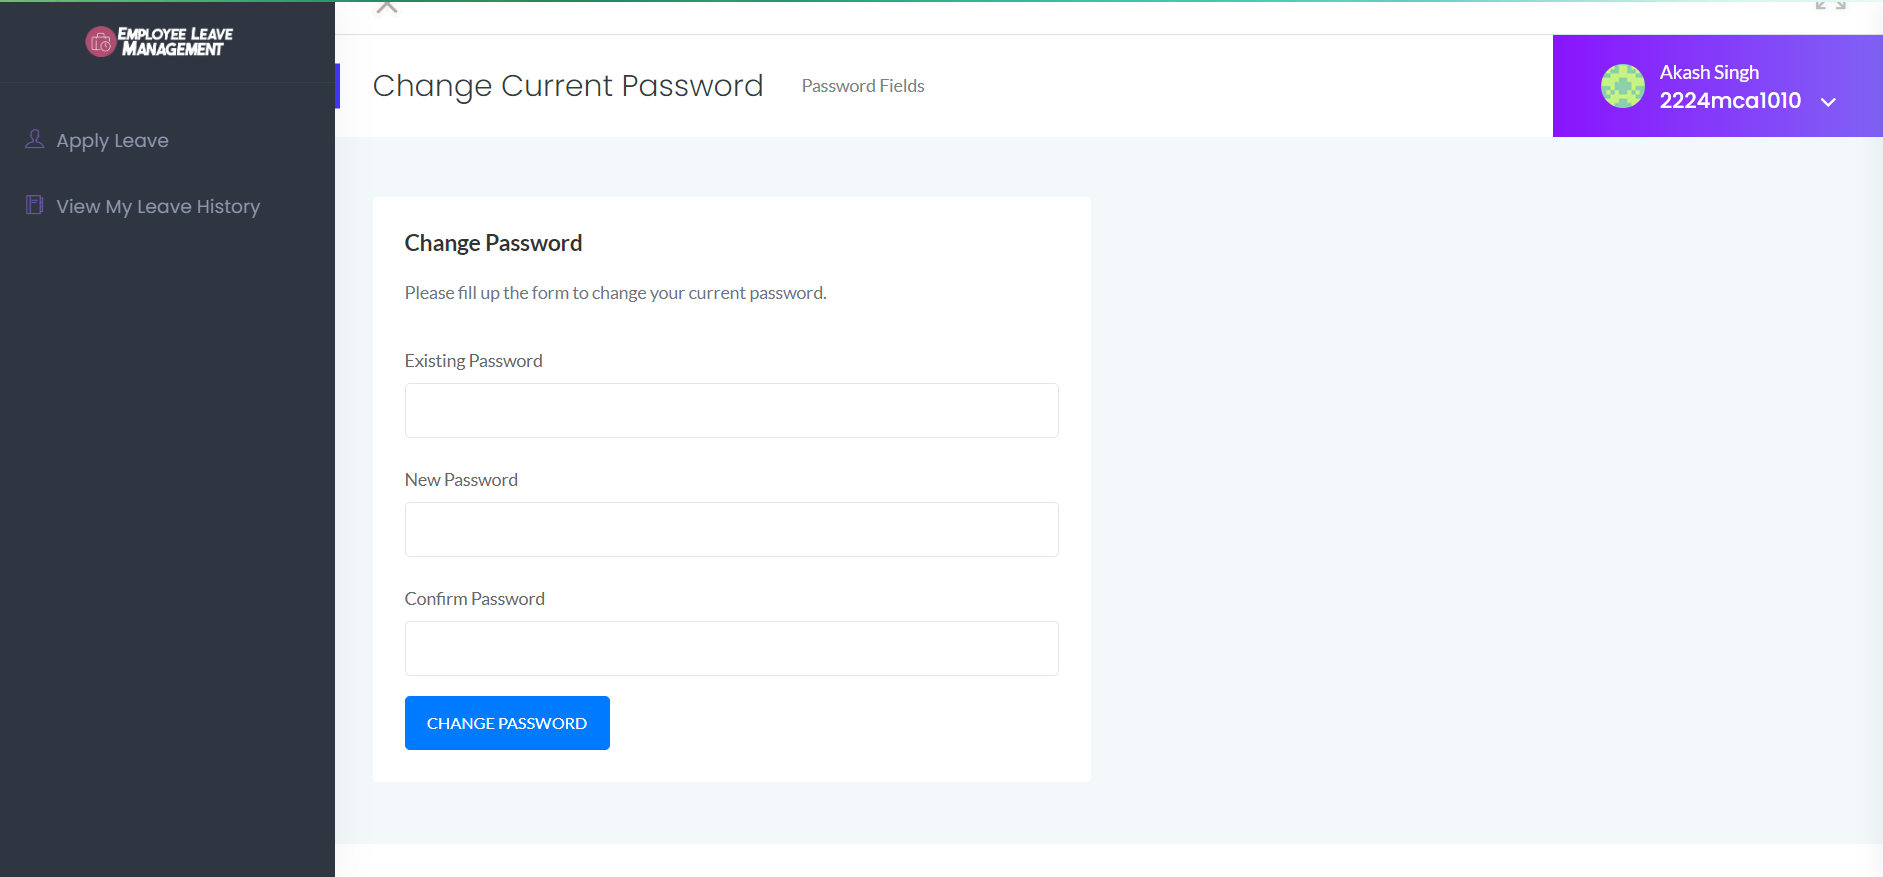 EMPLOYEE LEAVE
MANAGEMENT
Apply Leave
View My Leave History
Change Current Password
Password Fields
Akash Singh
2224mca1010
Change Password
Please fill up the form to change your current password.
Existing Password
New Password
Confirm Password
CHANGE PASSWORD